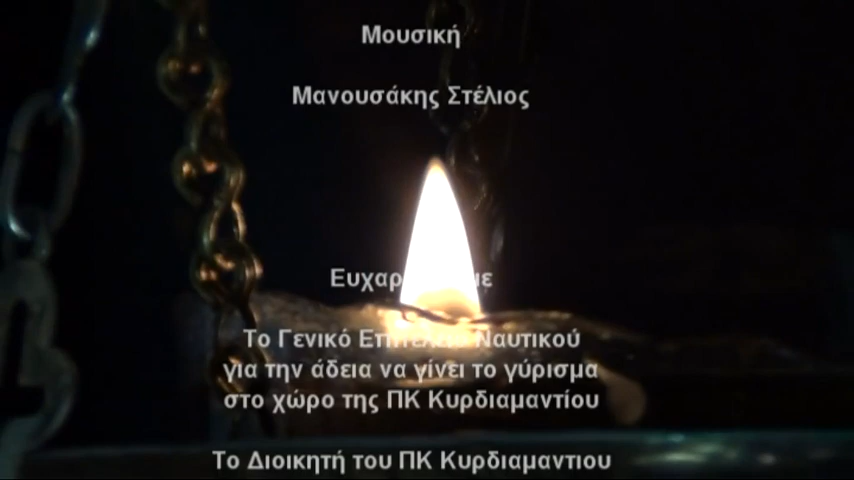 Μουσική
Μανουσάκης Στέλιος
Το Γενικό Ναυτικού
για την άδεια να γίνει το γύρισμα
στο χώρο της ΠΚ Κυρδιαμαντίου
Το Διοικητή του ΠΚ Κυρδιαμαντιου